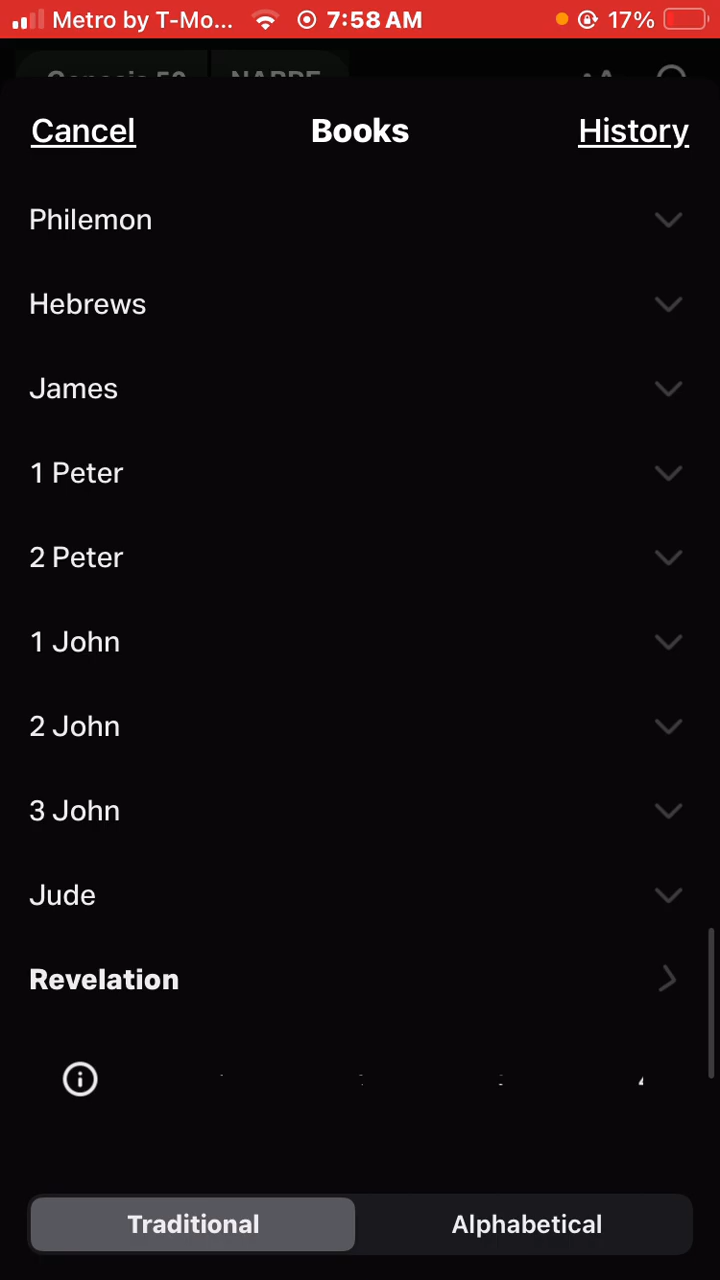 Metro by T-Mo... 7:58 AM 17%
Cancel Books History
Philemon
Hebrews
James
1 Peter
2 Peter
1 John
2 John
3 John
Jude
Revelation
Traditional Alphabetical